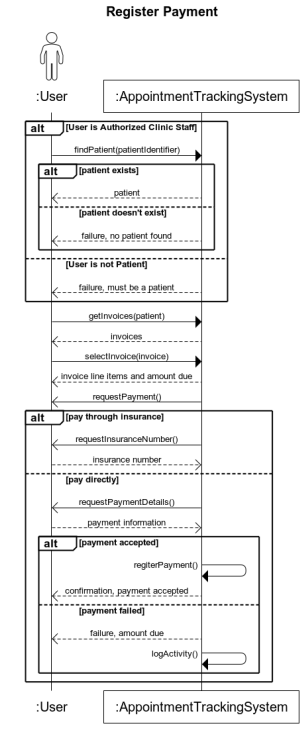 Register Payment
:User
:AppointmentTrackingSystem
alt
[User is Authorized Clinic Staff]
findPatient(patientIdentifier)
alt
[patient exists]
patient
[patient doesn't exist]
failure, no patient found
[User is not Patient]
failure, must be a patient
getInvoices(patient)
invoices
selectInvoice(invoice)
invoice line items and amount due
requestPayment()
alt
[pay through insurance]
requestInsuranceNumber()
insurance number
[pay directly]
requestPaymentDetails()
payment information
alt
[payment accepted]
regiterPayment()
confirmation, payment accepted
[payment failed]
failure, amount due
logActivity()
:User
:AppointmentTrackingSystem